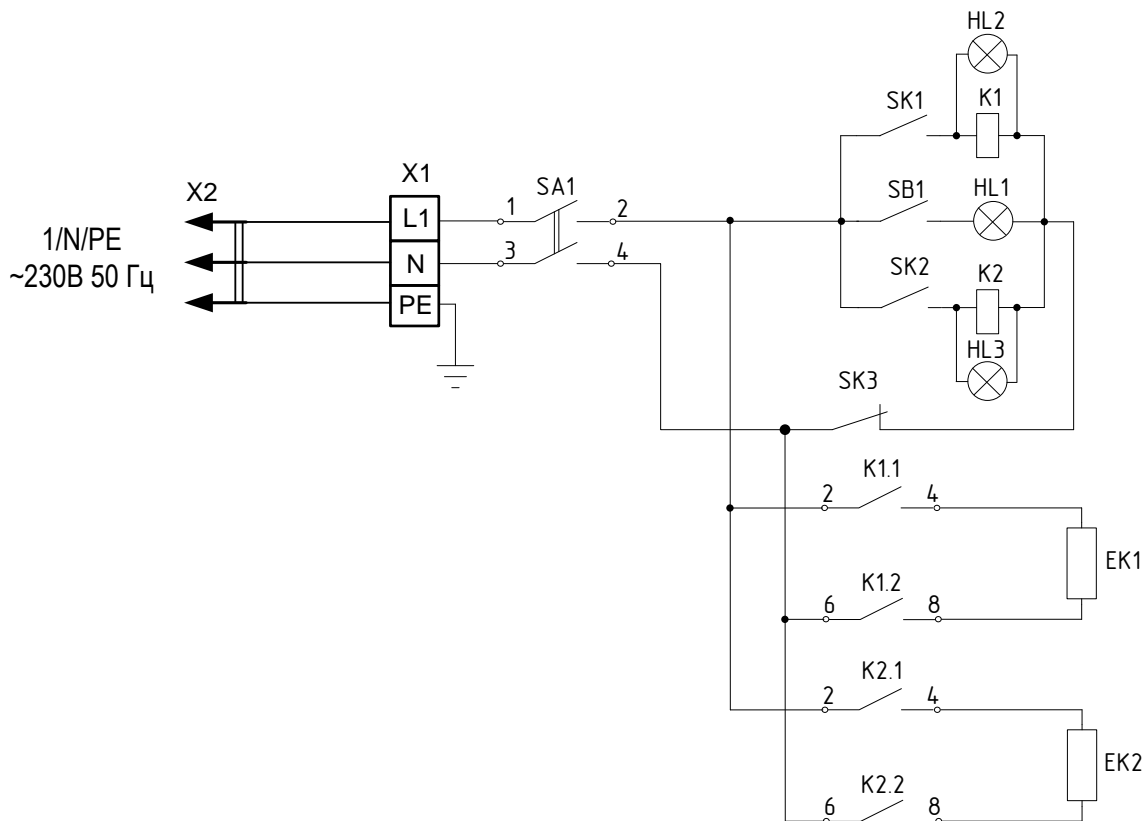 HL2
SK1
K1
X1
SA1
SB1
HL1
X2
L1
1
2
1/N/PE
~230В 50 Гц
N
3
4
SK2
K2
PE
HL3
SK3
K1.1
2
4
EK1
K1.2
6
8
K2.1
2
4
EK2
K2.2
6
8